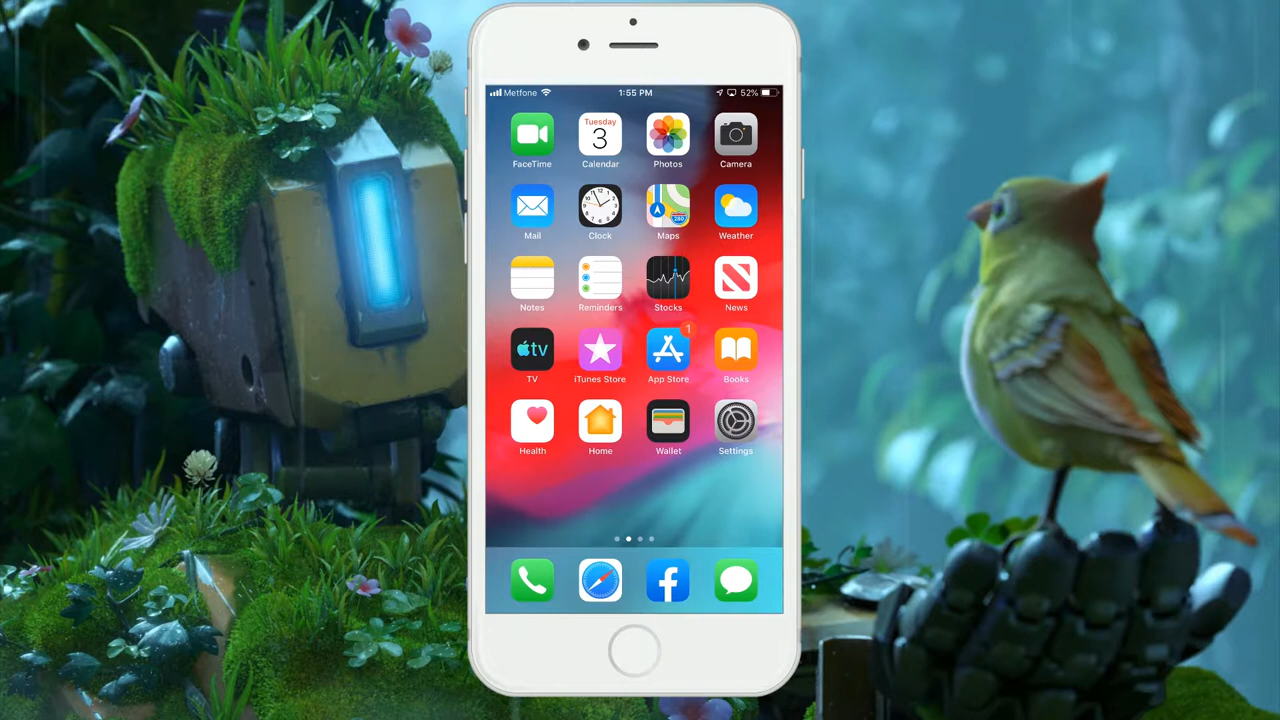 Metfone 1:55 PM 52%
Tuesday
3
FaceTime Calendar Photos Camera
280
Mail Clock Maps Weather
Notes Reminders Stocks News
1
tv
TV iTunes Store App Store Books
Health Home Wallet Settings